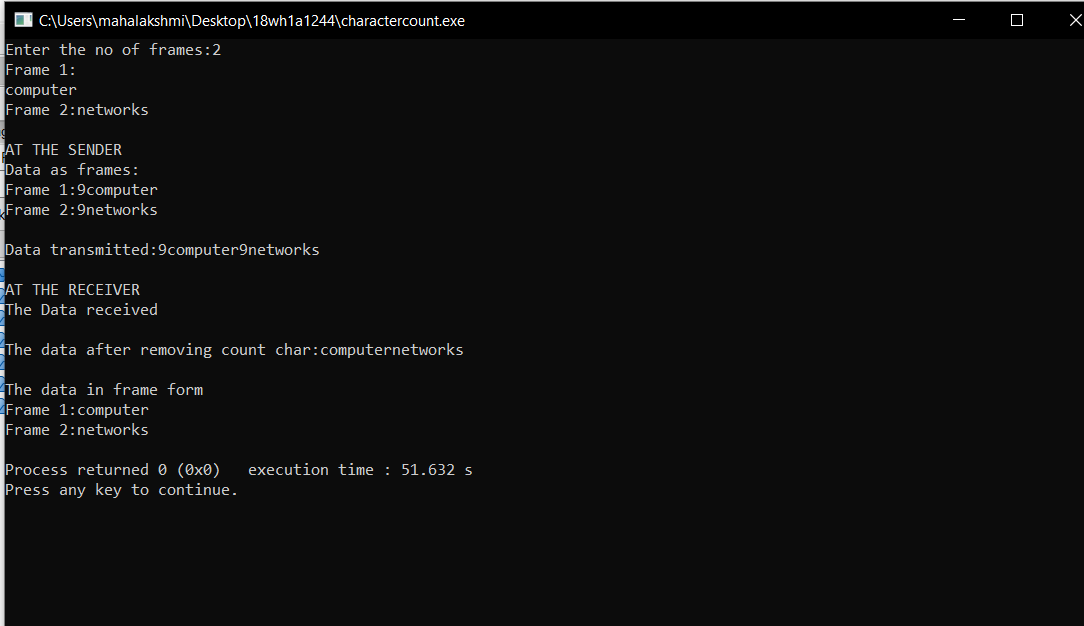 C:\Users\mahalakshmi\Desktop\18wh1a1244\charactercount.exe
Enter the no of frames:2
Frame 1:
computer
Frame 2:networks
AT THE SENDER
Data as frames:
Frame 1:9computer
Frame 2:9networks
Data transmitted:9computer9networks
AT THE RECEIVER
The Data received
The data after removing count char:computernetworks
The data in frame form
Frame 1:computer
Frame 2:networks
Process returned 0 (0x0)   execution time : 51.632 s
Press any key to continue.